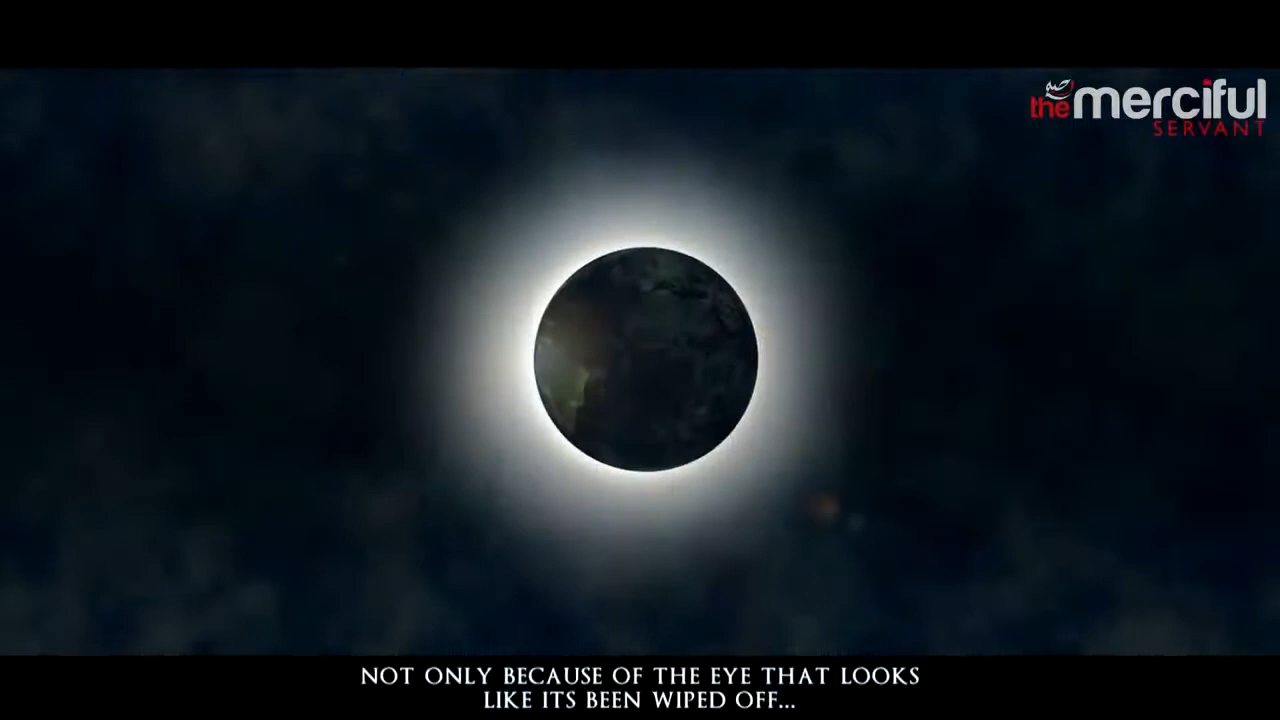 the merciful
SERVANT
NOT ONLY BECAUSE OF THE EYE THAT LOOKS
LIKE ITS BEEN WIPED OFF...